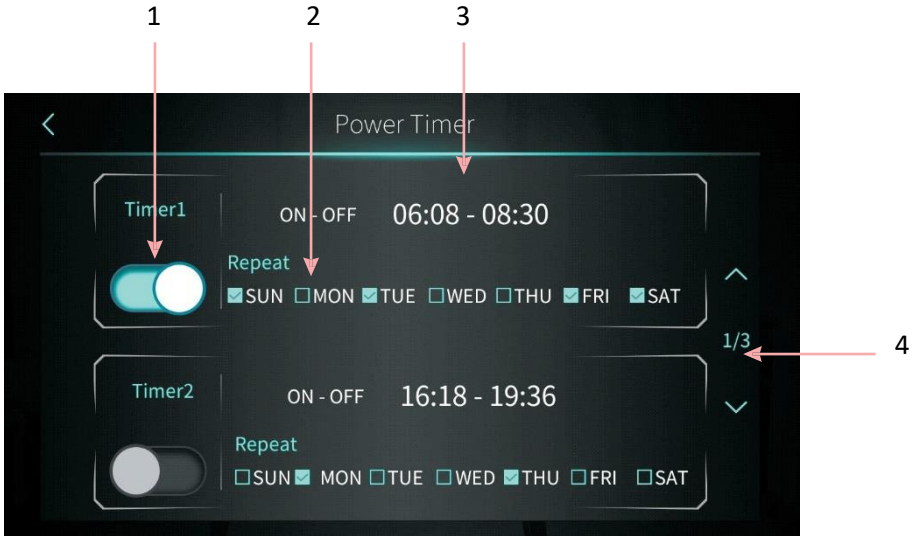 1 2 3
Power Timer
Timer1
ON - OFF 06:08 - 08:30
Repeat
SUN MON TUE WED THU FRI SAT
1/3
4
Timer2
ON - OFF 16:18 - 19:36
Repeat
SUN MON TUE WED THU FRI SAT